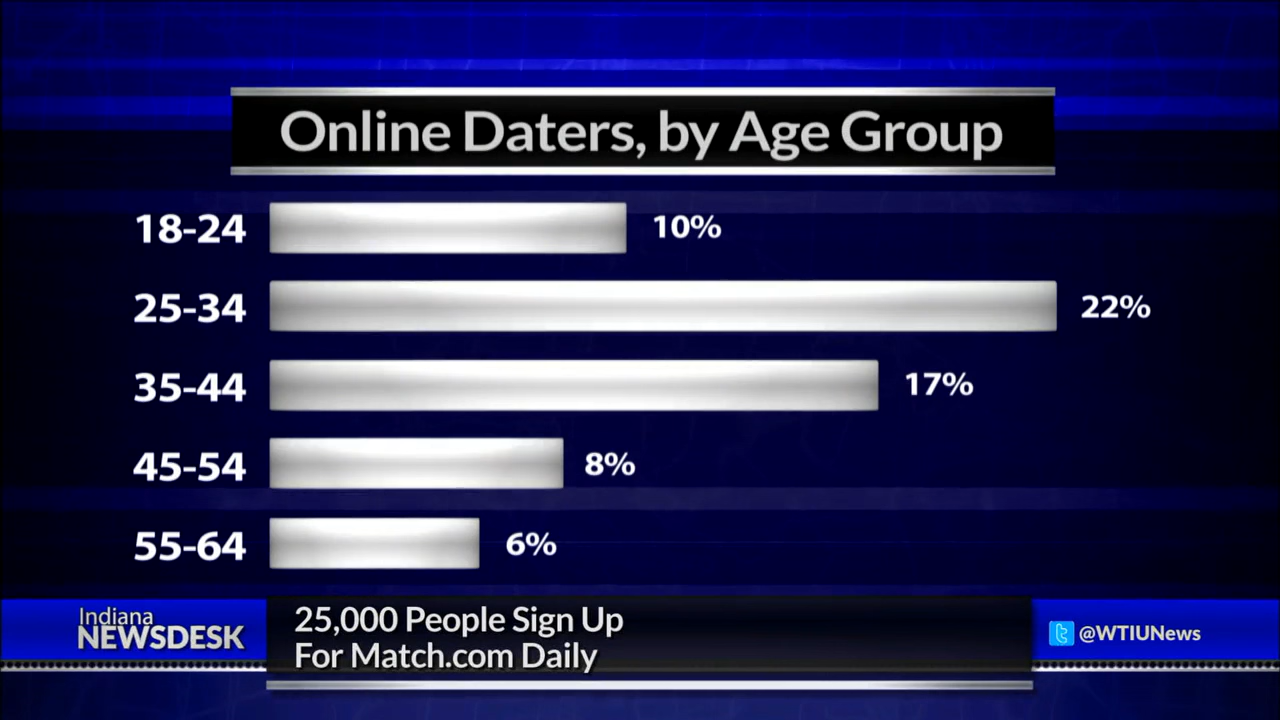 Online Daters, by Age Group
18-24 10%
25-34 22%
35-44 17%
45-54 8%
55-64 6%
Indiana
NEWSDESK
25,000 People Sign Up
For Match.com Daily
@WTIUNews